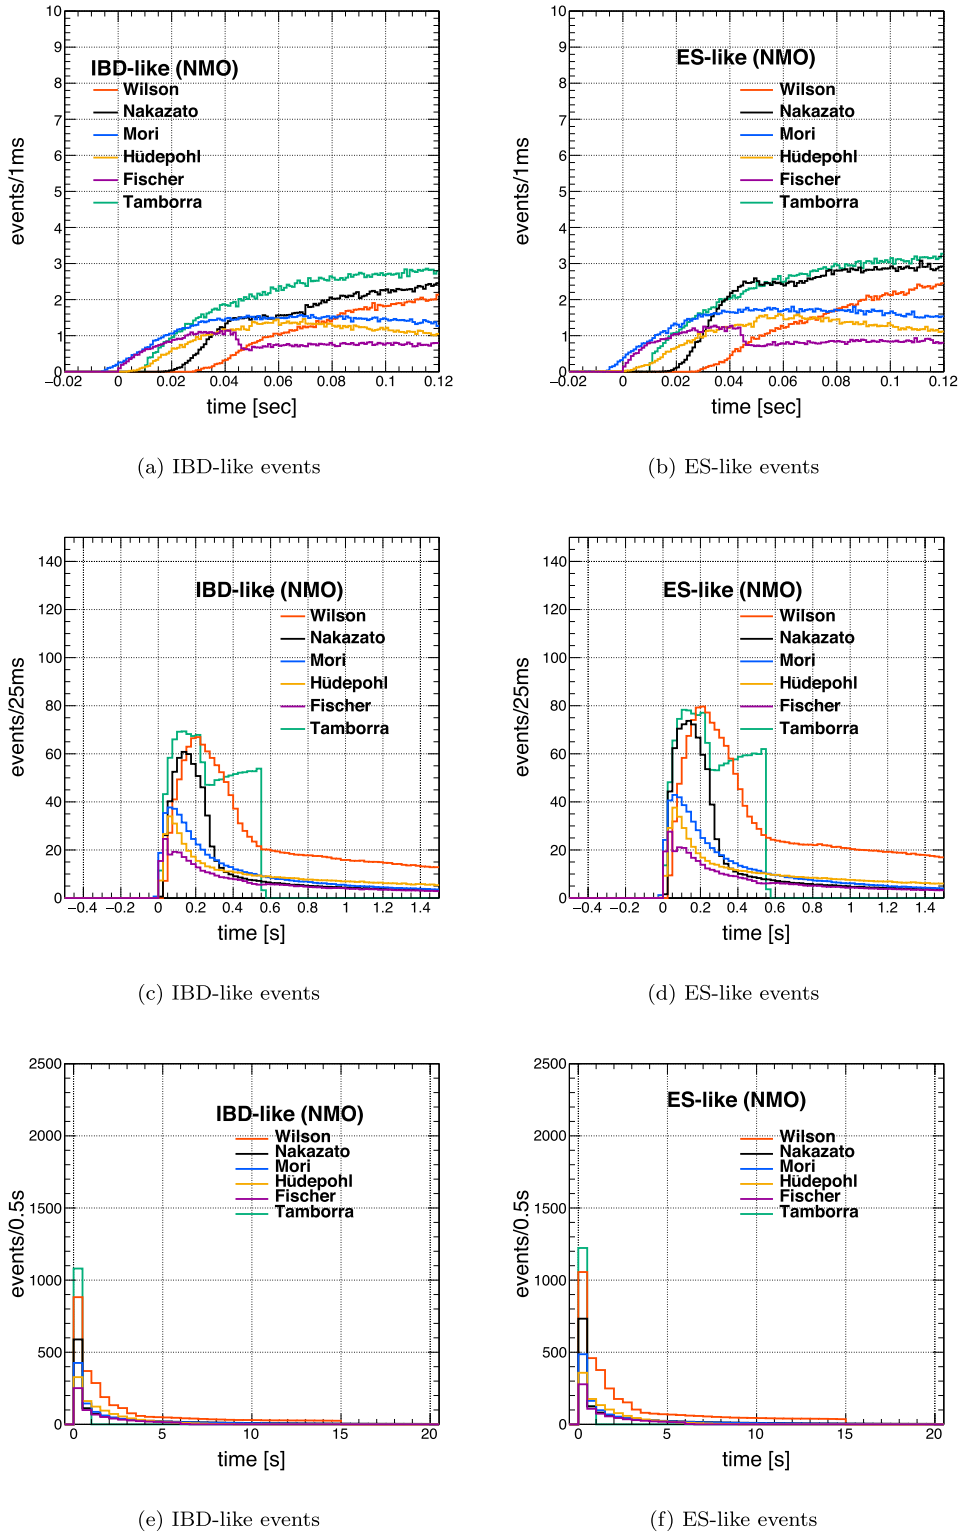 10
9
8
7
6
5
4
3
2
1
0
events/1ms
IBD-like (NMO)
Wilson
Nakazato
Mori
Hüdepohl
Fischer
Tamborra
−0.02 0 0.02 0.04 0.06 0.08 0.1 0.12
time [sec]
(a) IBD-like events
10
9
8
7
6
5
4
3
2
1
0
events/1ms
ES-like (NMO)
Wilson
Nakazato
Mori
Hüdepohl
Fischer
Tamborra
−0.02 0 0.02 0.04 0.06 0.08 0.1 0.12
time [sec]
(b) ES-like events
140
120
100
80
60
40
20
0
events/25ms
IBD-like (NMO)
Wilson
Nakazato
Mori
Hüdepohl
Fischer
Tamborra
−0.4 −0.2 0 0.2 0.4 0.6 0.8 1 1.2 1.4
time [s]
(c) IBD-like events
140
120
100
80
60
40
20
0
events/25ms
ES-like (NMO)
Wilson
Nakazato
Mori
Hüdepohl
Fischer
Tamborra
−0.4 −0.2 0 0.2 0.4 0.6 0.8 1 1.2 1.4
time [s]
(d) ES-like events
2500
2000
1500
1000
500
0
events/0.5s
IBD-like (NMO)
Wilson
Nakazato
Mori
Hüdepohl
Fischer
Tamborra
0 5 10 15 20
time [s]
(e) IBD-like events
2500
2000
1500
1000
500
0
events/0.5s
ES-like (NMO)
Wilson
Nakazato
Mori
Hüdepohl
Fischer
Tamborra
0 5 10 15 20
time [s]
(f) ES-like events